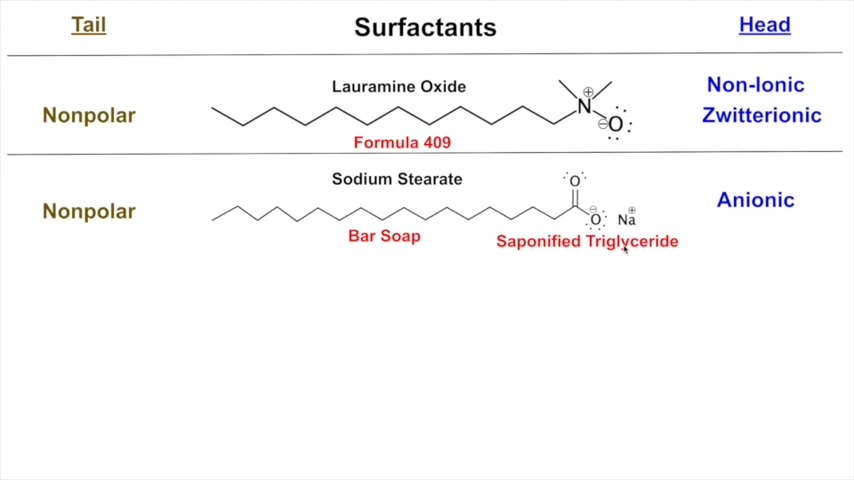 Tail
Surfactants
Head
Lauramine Oxide
Non-Ionic
Nonpolar
Zwitterionic
N
⊕
O
⊖
Formula 409
Sodium Stearate
Nonpolar
Anionic
O
O
⊖
Na
⊕
Bar Soap
Saponified Triglyceride